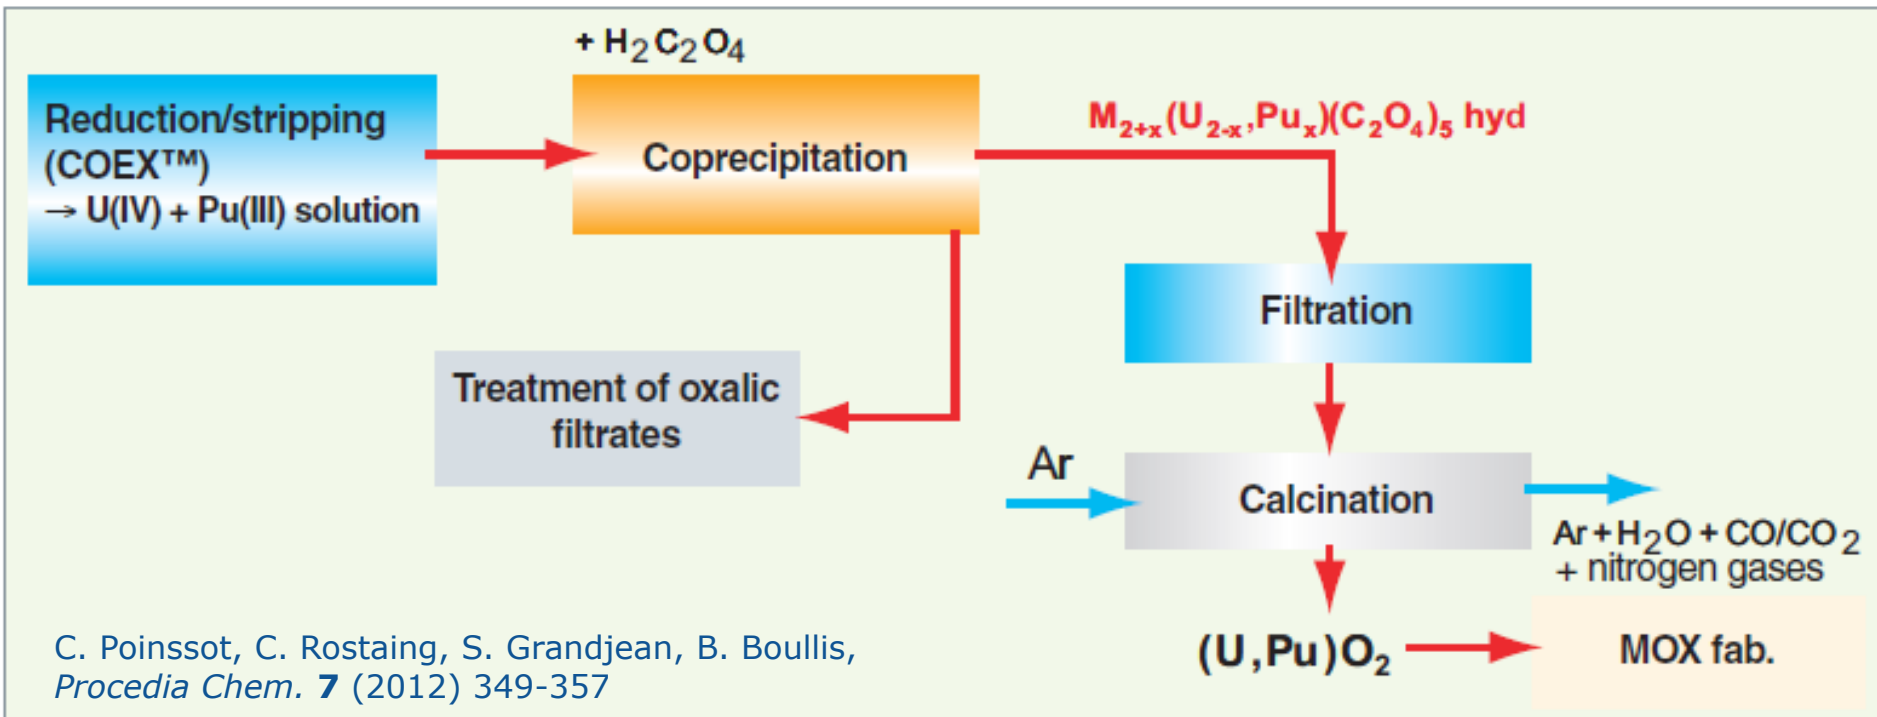 + H₂C₂O₄
Reduction/stripping
(COEX™)
→ U(IV) + Pu(III) solution
Coprecipitation
M₂₊ₓ(U₂₋ₓ,Puₓ)(C₂O₄)₅ hyd
Filtration
Treatment of oxalic
filtrates
Ar
Calcination
Ar + H₂O + CO/CO₂
+ nitrogen gases
(U,Pu)O₂
MOX fab.
C. Poinssot, C. Rostaing, S. Grandjean, B. Boullis,
Procedia Chem. 7 (2012) 349-357